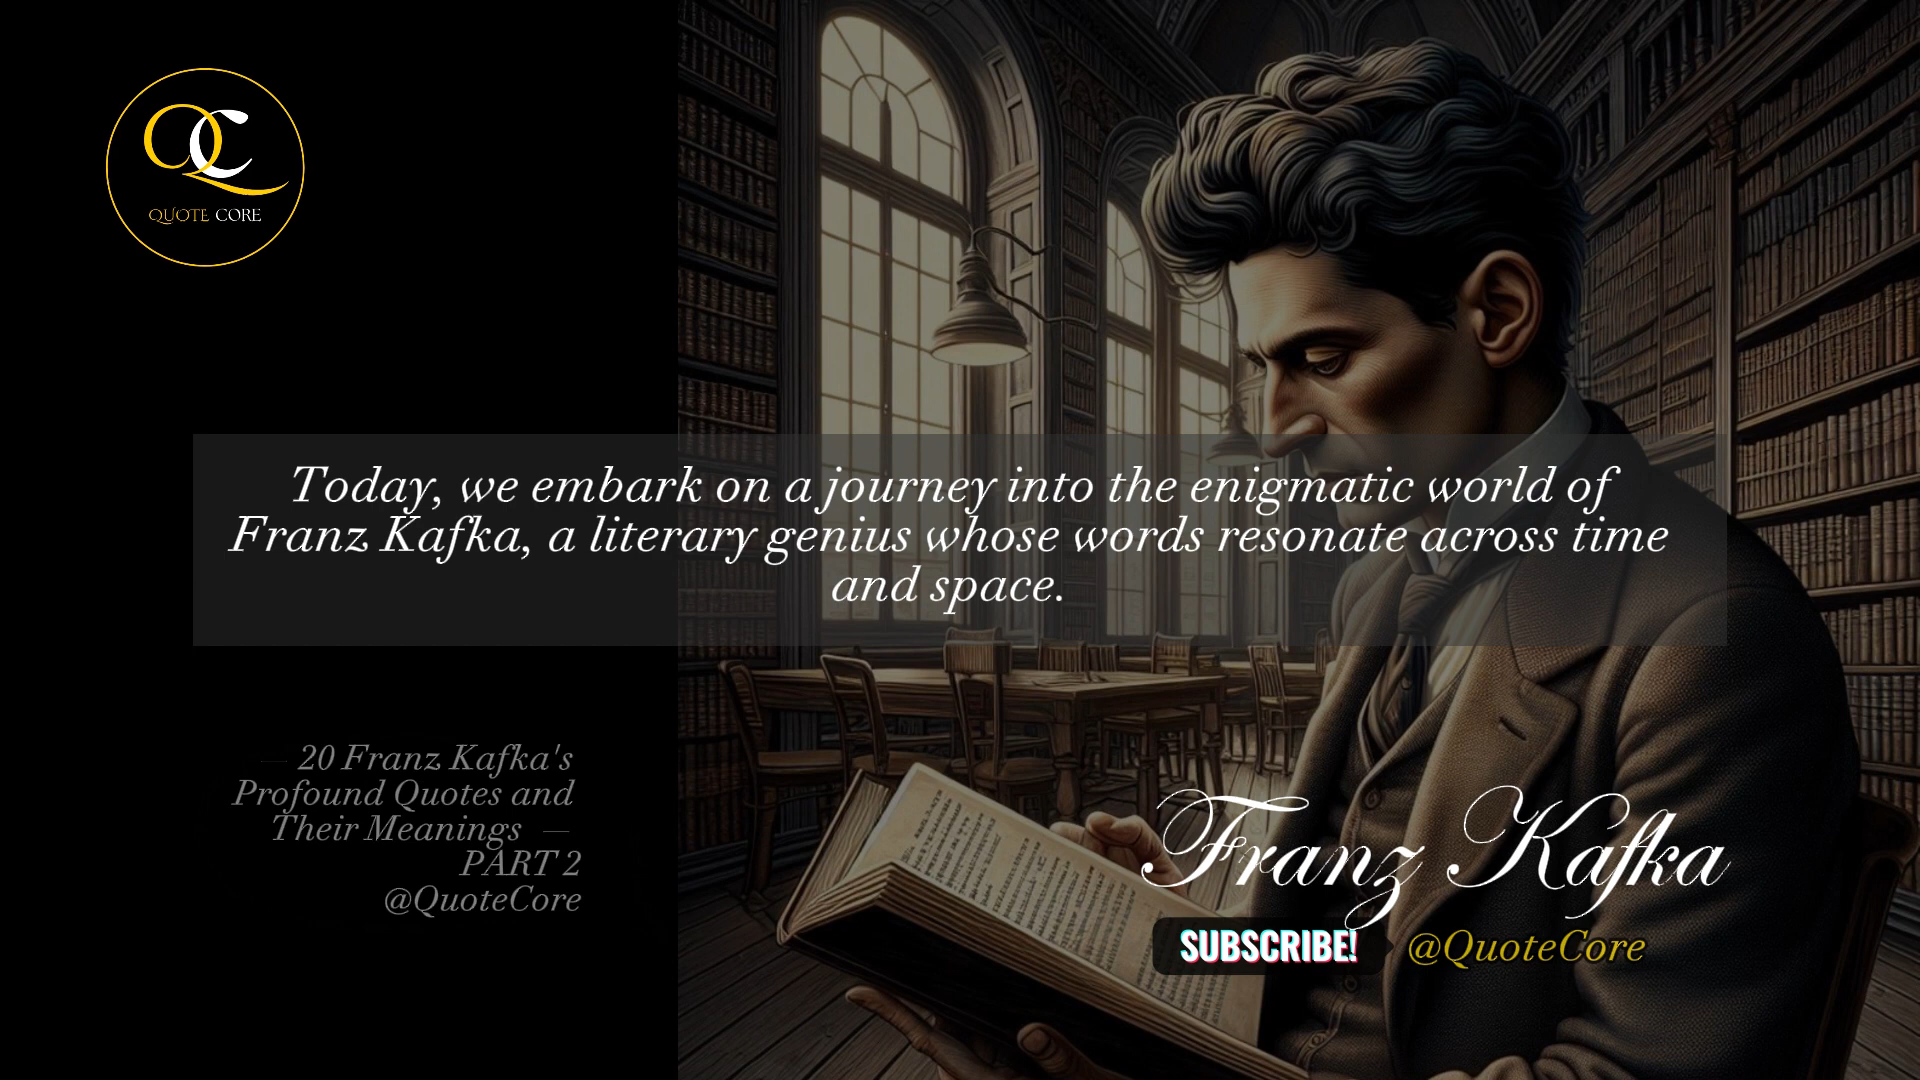 QC
QUOTE CORE
Today, we embark on a journey into the enigmatic world of
Franz Kafka, a literary genius whose words resonate across time
and space.
— 20 Franz Kafka's
Profound Quotes and
Their Meanings —
PART 2
@QuoteCore
Franz Kafka
SUBSCRIBE! @QuoteCore